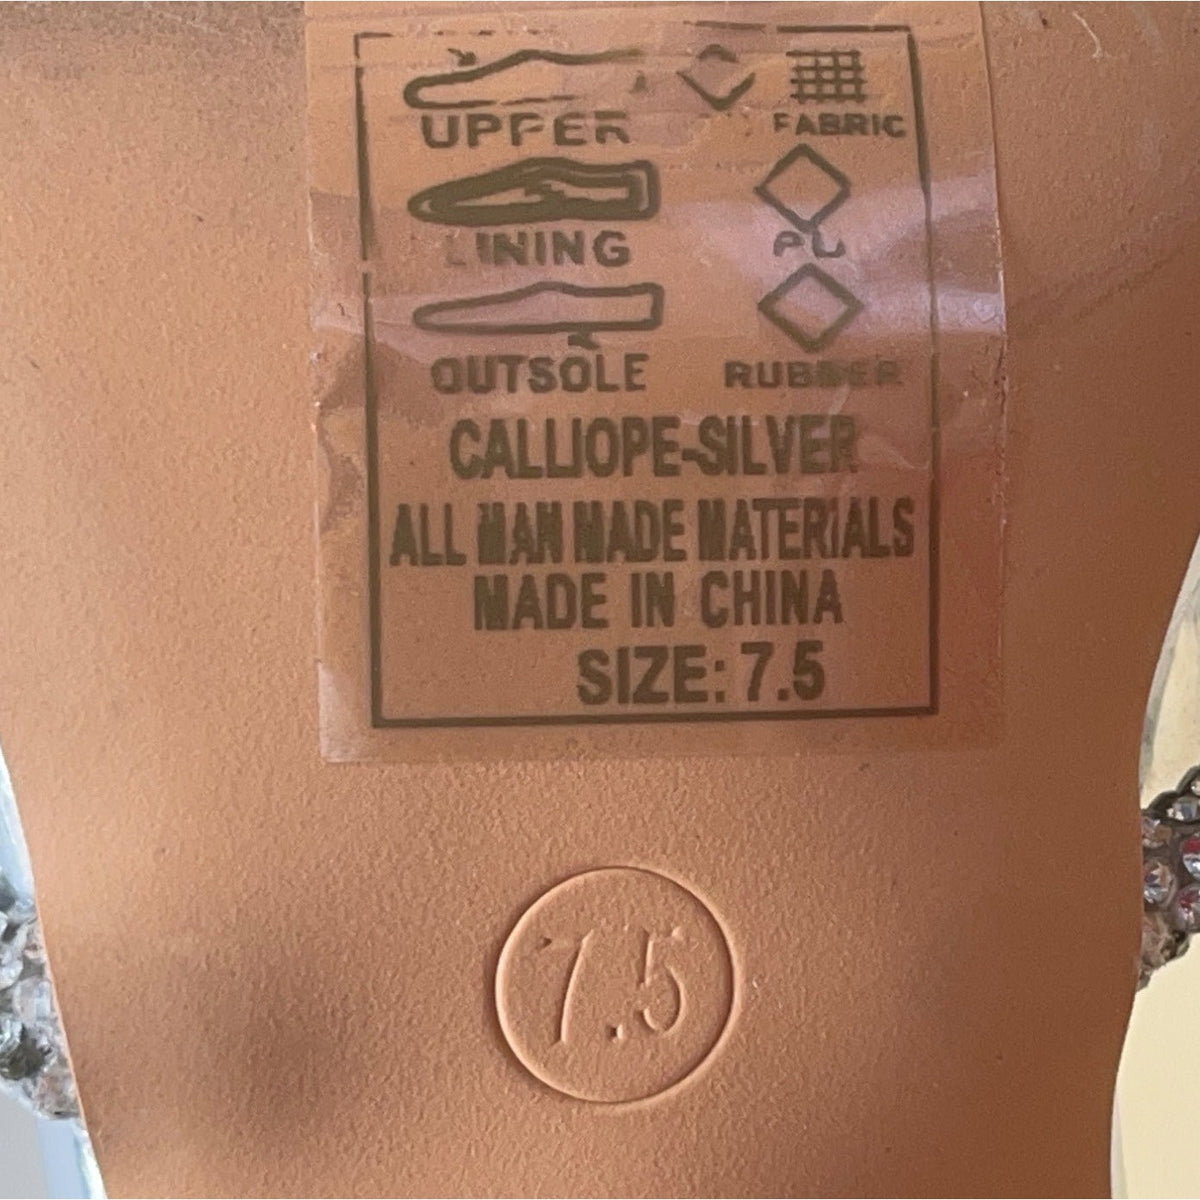 UPPER FABRIC
LINING PU
OUTSOLE RUBBER
CALLIOPE-SILVER
ALL MAN MADE MATERIALS
MADE IN CHINA
SIZE: 7.5
7.5